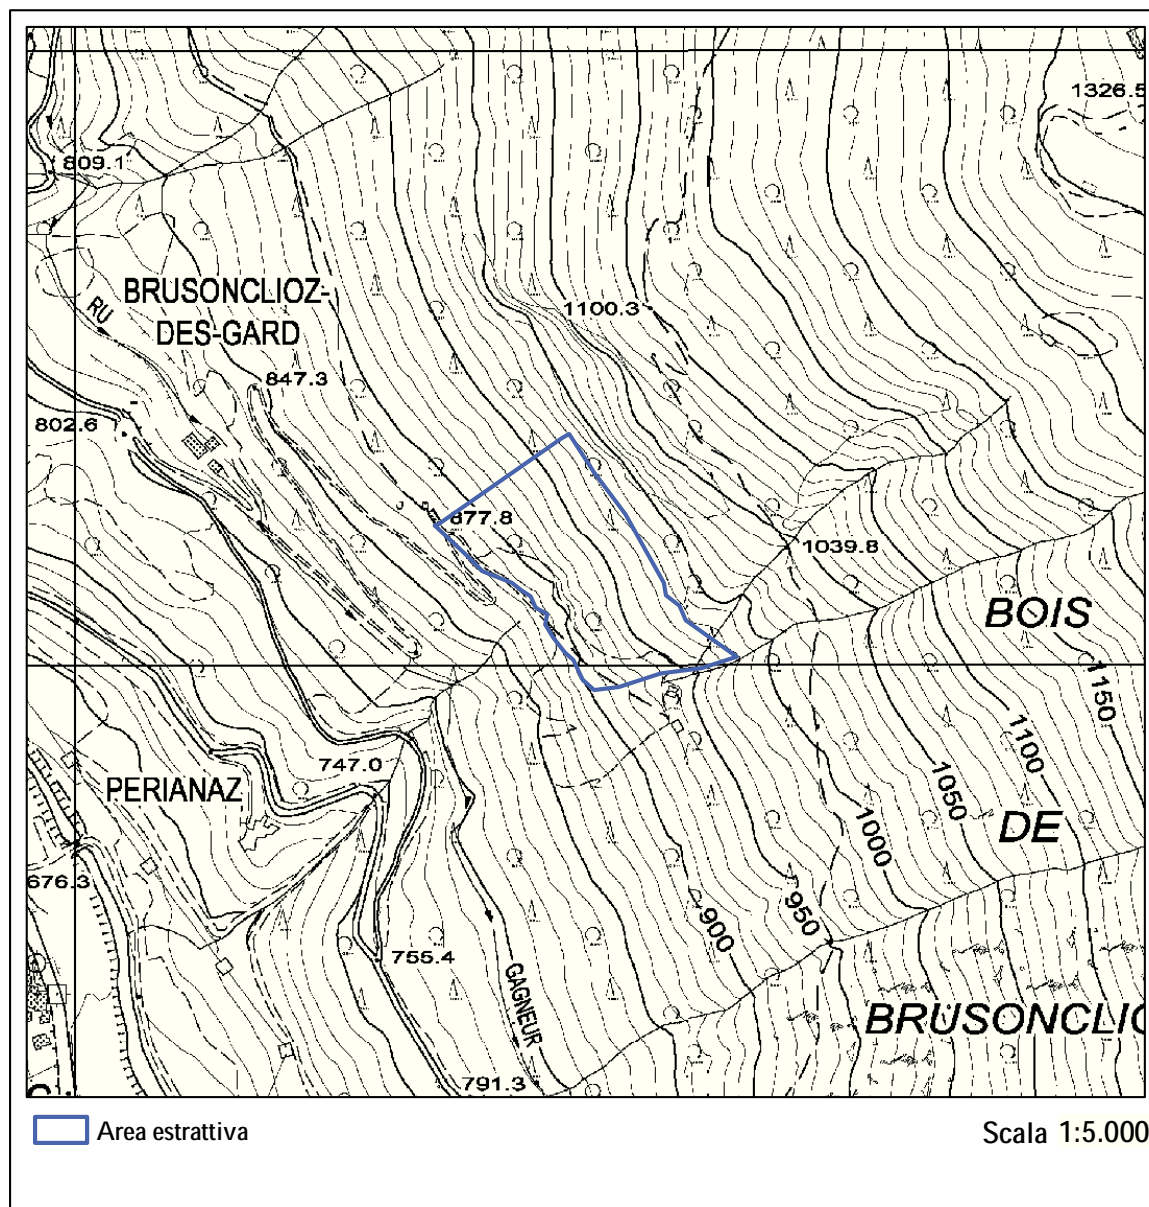 1326.5
809.1
BRUSONCLIOZ-
DES-GARD
RU
1100.3
847.3
802.6
877.8
1039.8
BOIS
1150
1100
1050
1000
950
900
747.0
PERIANAZ
DE
676.3
755.4
GAGNEUR
BRUSONCLIO
791.3
Area estrattiva
Scala 1:5.000